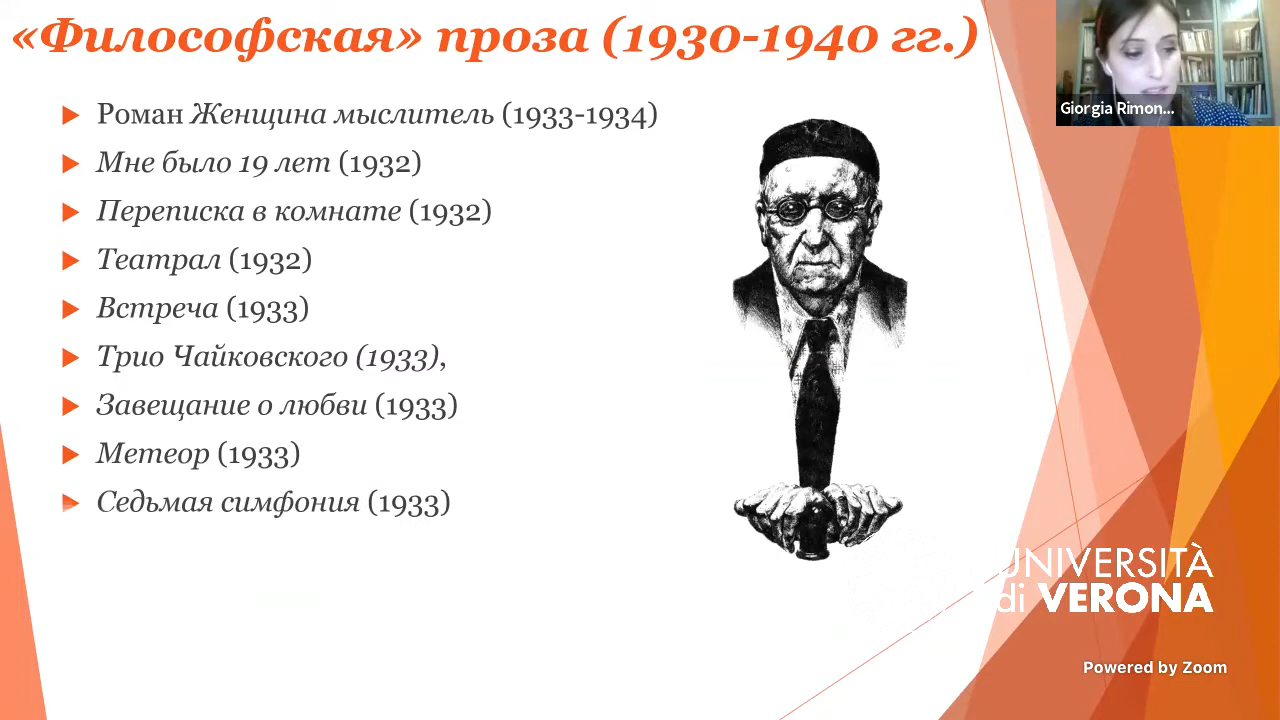 «Философская» проза (1930-1940 гг.)
Giorgia Rimon...
Роман Женщина мыслитель (1933-1934)
Мне было 19 лет (1932)
Переписка в комнате (1932)
Театрал (1932)
Встреча (1933)
Трио Чайковского (1933),
Завещание о любви (1933)
Метеор (1933)
Седьмая симфония (1933)
UNIVERSITÀ
di VERONA
Powered by Zoom